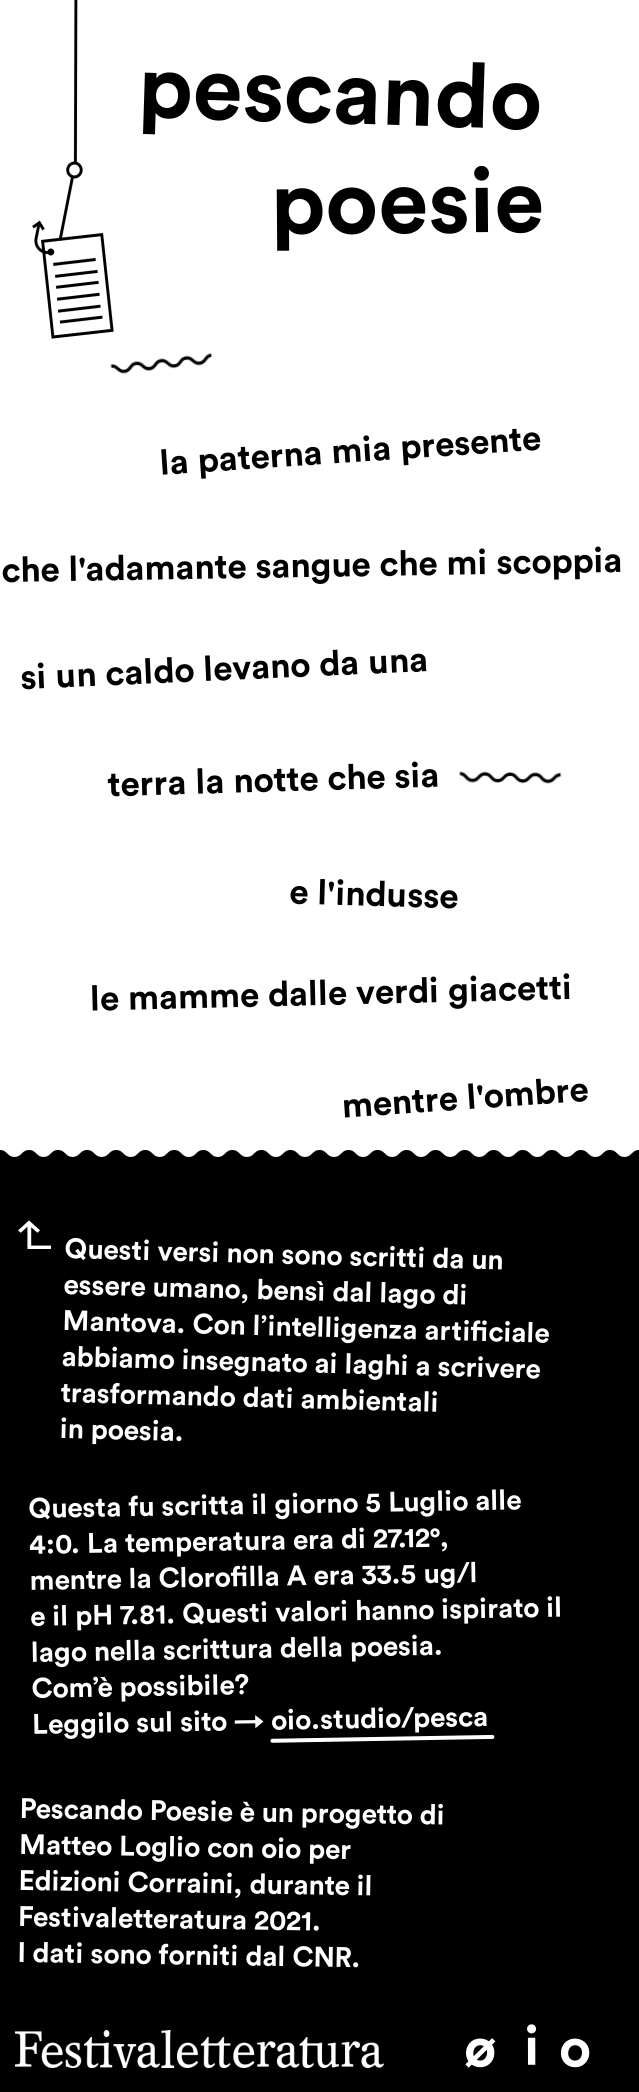 pescando
poesie
la paterna mia presente
che l'adamante sangue che mi scoppia
si un caldo levano da una
terra la notte che sia
e l'indusse
le mamme dalle verdi giacetti
mentre l'ombre
Questi versi non sono scritti da un
essere umano, bensì dal lago di
Mantova. Con l’intelligenza artificiale
abbiamo insegnato ai laghi a scrivere
trasformando dati ambientali
in poesia.
Questa fu scritta il giorno 5 Luglio alle
4:0. La temperatura era di 27.12°,
mentre la Clorofilla A era 33.5 ug/l
e il pH 7.81. Questi valori hanno ispirato il
lago nella scrittura della poesia.
Com’è possibile?
Leggilo sul sito → oio.studio/pesca
Pescando Poesie è un progetto di
Matteo Loglio con oio per
Edizioni Corraini, durante il
Festivaletteratura 2021.
I dati sono forniti dal CNR.
Festivaletteratura ø i o